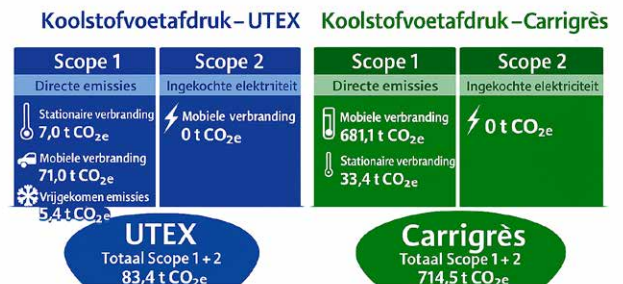 Koolstofvoetafdruk – UTEX
Scope 1
Directe emissies
Stationaire verbranding
7,0 t CO₂e
Mobiele verbranding
71,0 t CO₂e
Vrijgekomen emissies
5,4 t CO₂e
Scope 2
Ingekochte elektriteit
Mobiele verbranding
0 t CO₂e
UTEX
Totaal Scope 1 + 2
83,4 t CO₂e
Koolstofvoetafdruk – Carrigrès
Scope 1
Directe emissies
Mobiele verbranding
681,1 t CO₂e
Stationaire verbranding
33,4 t CO₂e
Scope 2
Ingekochte elektriciteit
0 t CO₂e
Carrigrès
Totaal Scope 1 + 2
714,5 t CO₂e